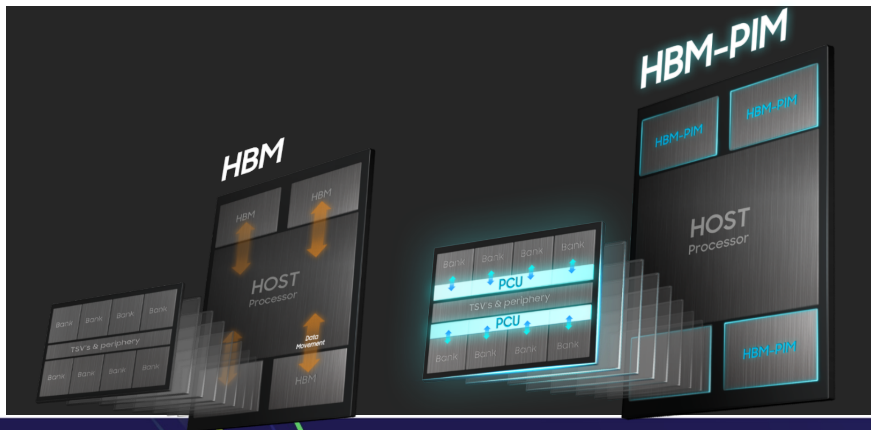 HBM
HBM
HBM
HOST
Processor
Data
Movement
HBM
Bank Bank Bank Bank
TSV's & periphery
Bank Bank Bank Bank
HBM-PIM
HBM-PIM
HBM-PIM
HOST
Processor
HBM-PIM
Bank Bank Bank Bank
PCU
TSV's & periphery
PCU
Bank Bank Bank Bank